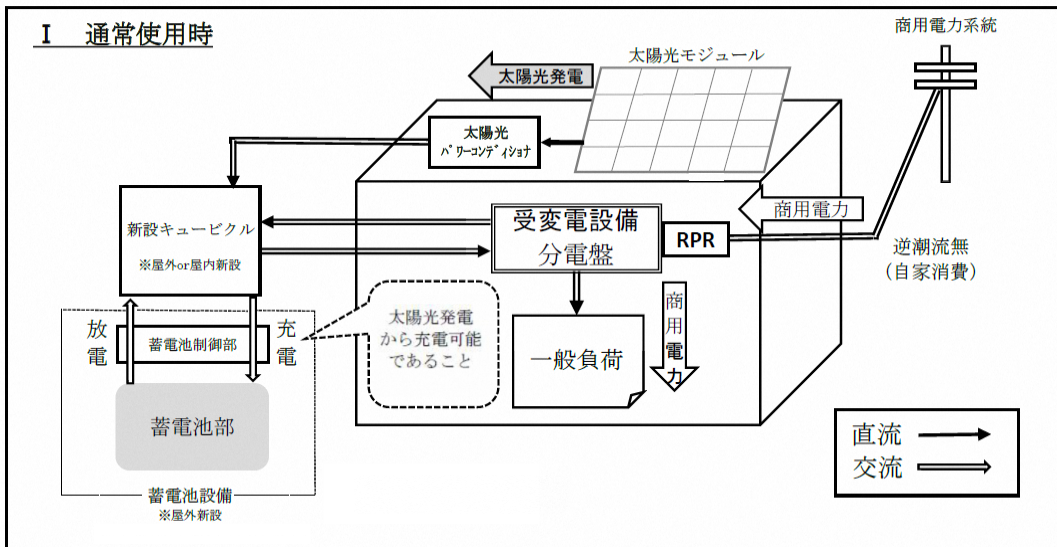 Ⅰ 通常使用時
商用電力系統
太陽光モジュール
太陽光発電
太陽光
ﾊﾟﾜｰｺﾝﾃﾞｨｼｮﾅ
新設キュービクル
※屋外or屋内新設
受変電設備
分電盤
RPR
商用電力
逆潮流無
（自家消費）
放電
充電
蓄電池制御部
太陽光発電
から充電可能
であること
一般負荷
商用電力
蓄電池部
蓄電池設備
※屋外新設
直流
交流